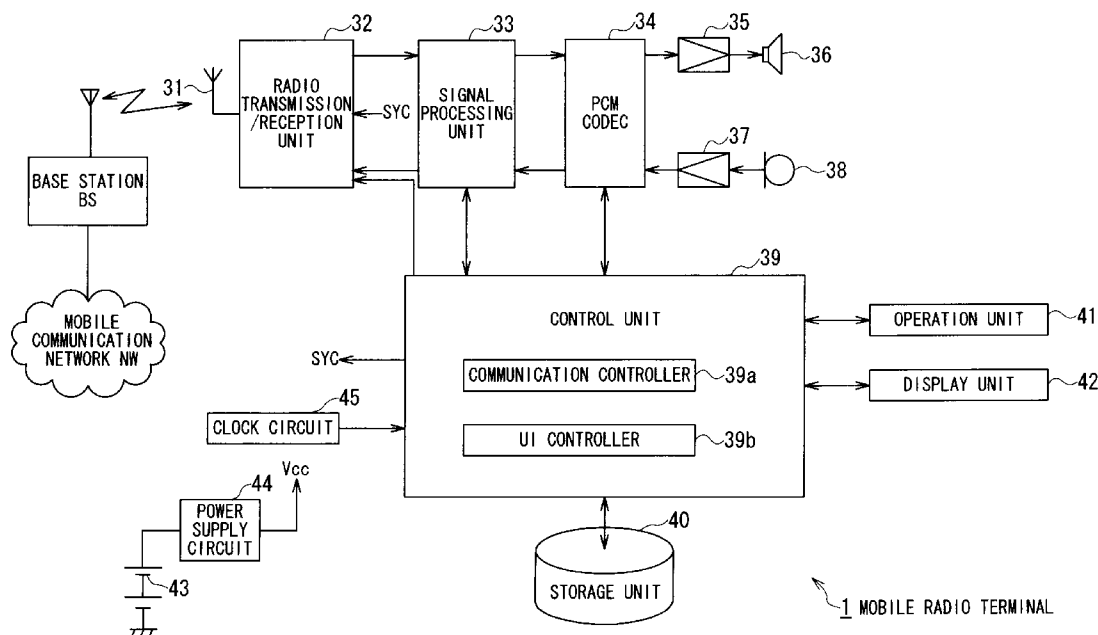 32
33
34
35
36
31
RADIO
TRANSMISSION
/RECEPTION
UNIT
SYC
SIGNAL
PROCESSING
UNIT
PCM
CODEC
37
38
BASE STATION
BS
MOBILE
COMMUNICATION
NETWORK NW
39
CONTROL UNIT
COMMUNICATION CONTROLLER
39a
UI CONTROLLER
39b
OPERATION UNIT
41
DISPLAY UNIT
42
SYC
45
CLOCK CIRCUIT
Vcc
44
POWER
SUPPLY
CIRCUIT
43
40
STORAGE UNIT
1 MOBILE RADIO TERMINAL